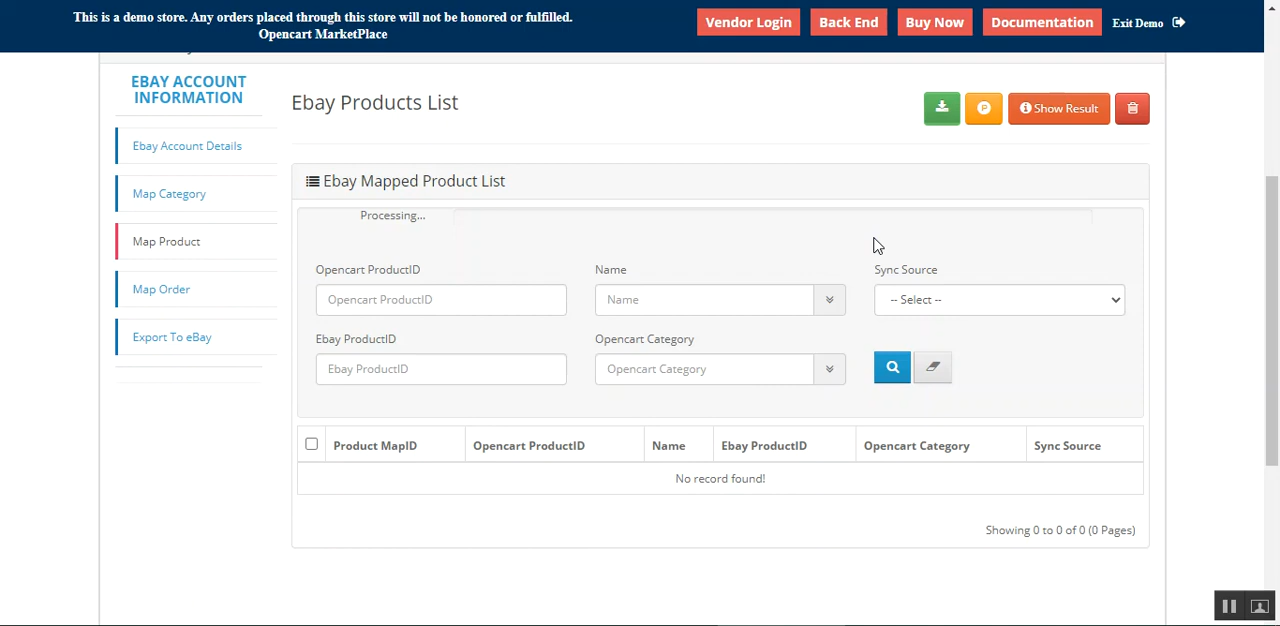 This is a demo store. Any orders placed through this store will not be honored or fulfilled.
Opencart MarketPlace
Vendor Login
Back End
Buy Now
Documentation
Exit Demo
EBAY ACCOUNT
INFORMATION
Ebay Account Details
Map Category
Map Product
Map Order
Export To eBay
Ebay Products List
P
Show Result
Ebay Mapped Product List
Processing...
Opencart ProductID
Name
Sync Source
Opencart ProductID
Name
-- Select --
Ebay ProductID
Opencart Category
Ebay ProductID
Opencart Category
Product MapID
Opencart ProductID
Name
Ebay ProductID
Opencart Category
Sync Source
No record found!
Showing 0 to 0 of 0 (0 Pages)